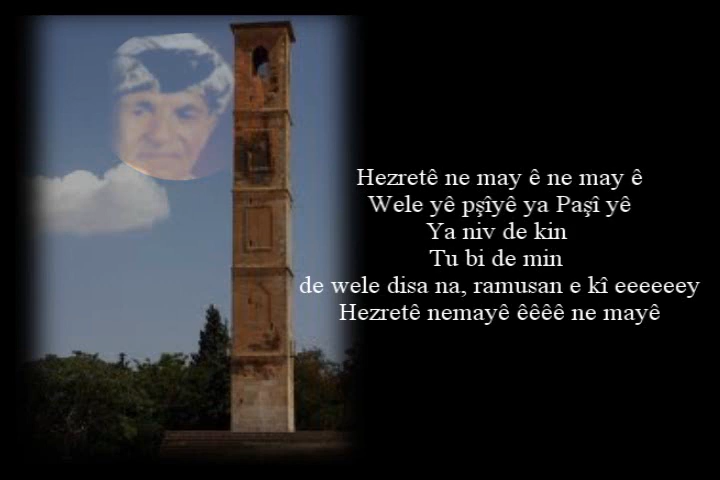 Hezretê ne may ê ne may ê
Wele yê pşîyê ya Paşî yê
Ya niv de kin
Tu bi de min
de wele disa na, ramusan e kî eeeeeey
Hezretê nemayê êêêê ne mayê